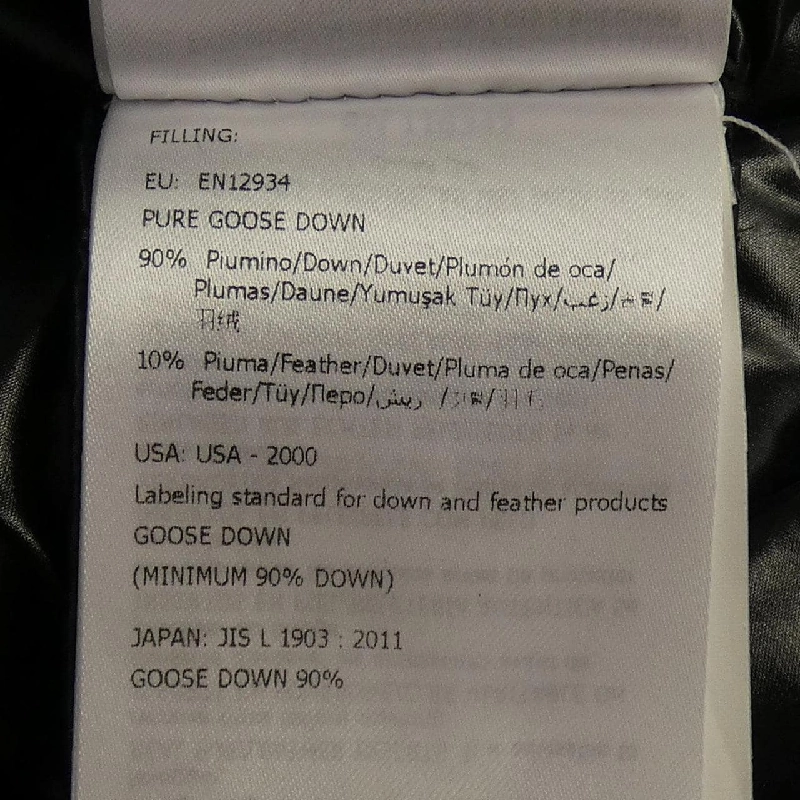 FILLING:
EU: EN12934
PURE GOOSE DOWN
90% Piumino/Down/Duvet/Plumón de oca/
Plumas/Daune/Yumuşak Tüy/Пух/زغب/
羽绒
10% Piuma/Feather/Duvet/Pluma de oca/Penas/
Feder/Tüy/Перо/ريش/
USA: USA - 2000
Labeling standard for down and feather products
GOOSE DOWN
(MINIMUM 90% DOWN)
JAPAN: JIS L 1903 : 2011
GOOSE DOWN 90%